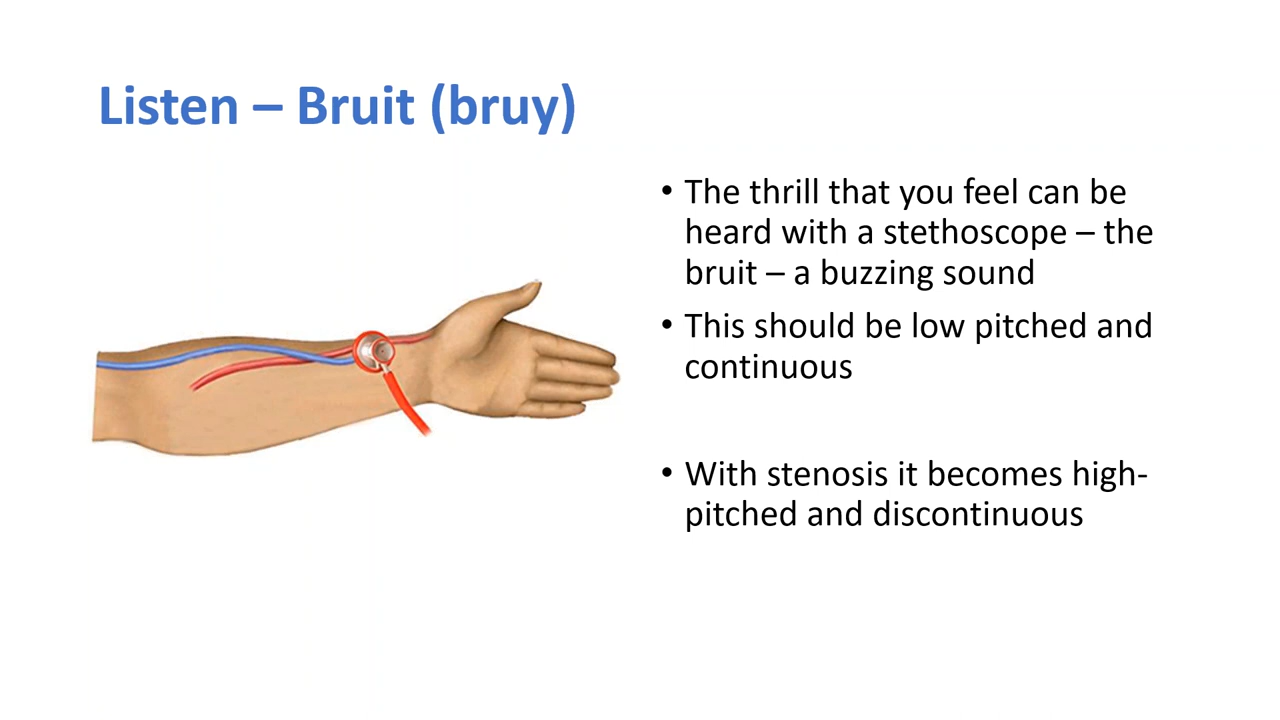 Listen – Bruit (bruy)
• The thrill that you feel can be
heard with a stethoscope – the
bruit – a buzzing sound
• This should be low pitched and
continuous
• With stenosis it becomes high-
pitched and discontinuous